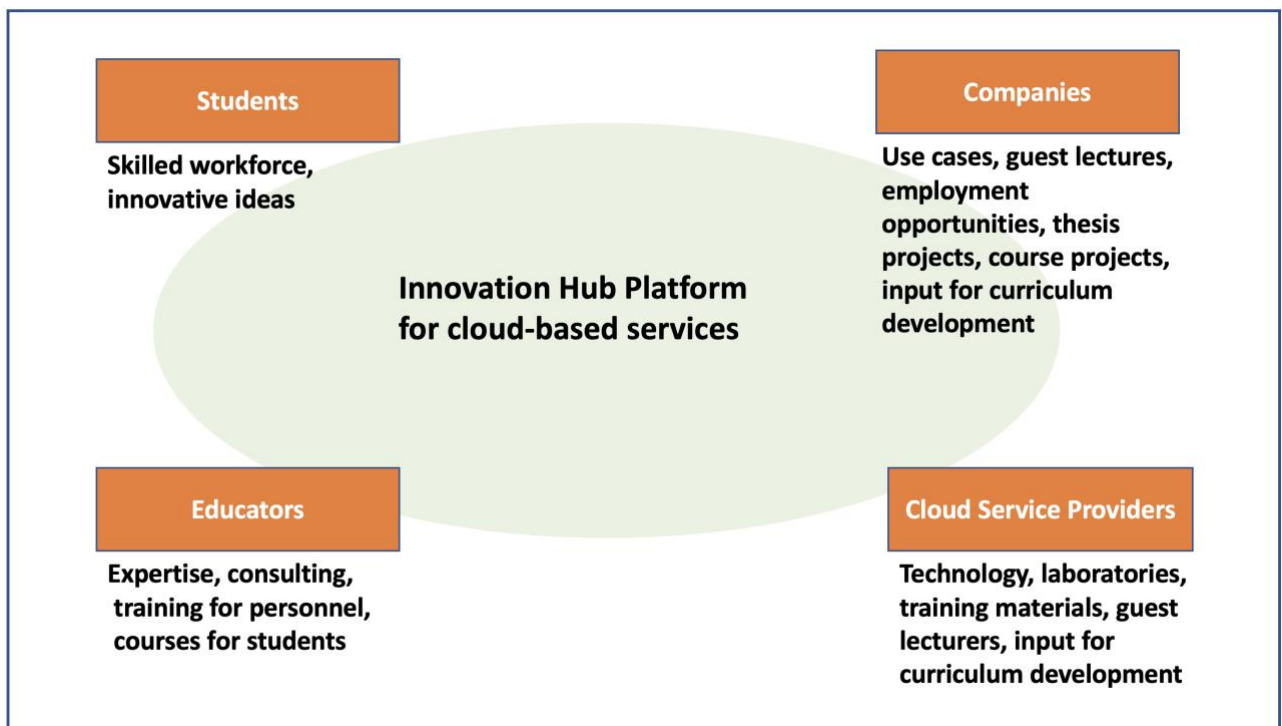 Students
Skilled workforce,
innovative ideas
Companies
Use cases, guest lectures,
employment
opportunities, thesis
projects, course projects,
input for curriculum
development
Innovation Hub Platform
for cloud-based services
Educators
Expertise, consulting,
training for personnel,
courses for students
Cloud Service Providers
Technology, laboratories,
training materials, guest
lecturers, input for
curriculum development